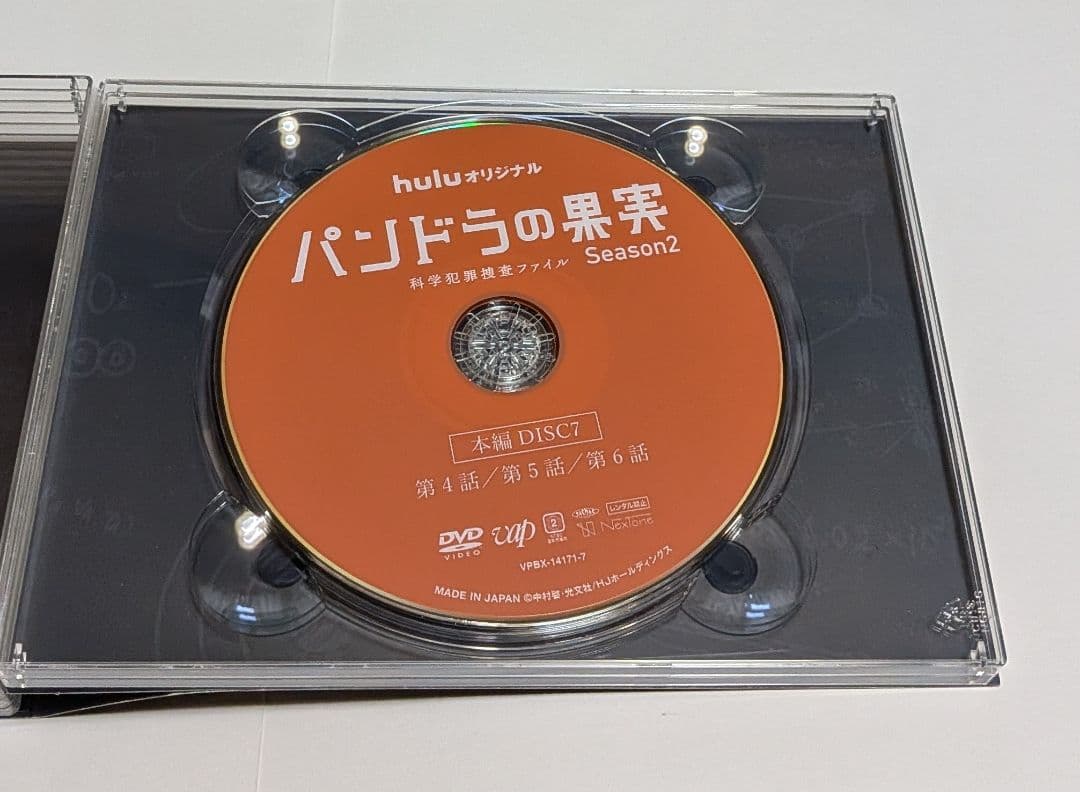 huluオリジナル
パンドラの果実
科学犯罪捜査ファイル Season2
本編 DISC7
第4話/第5話/第6話
DVD
VIDEO
vap
2
レンタル禁止
NexTone
VPBX-14171-7
MADE IN JAPAN ©中村啓・光文社/HJホールディングス